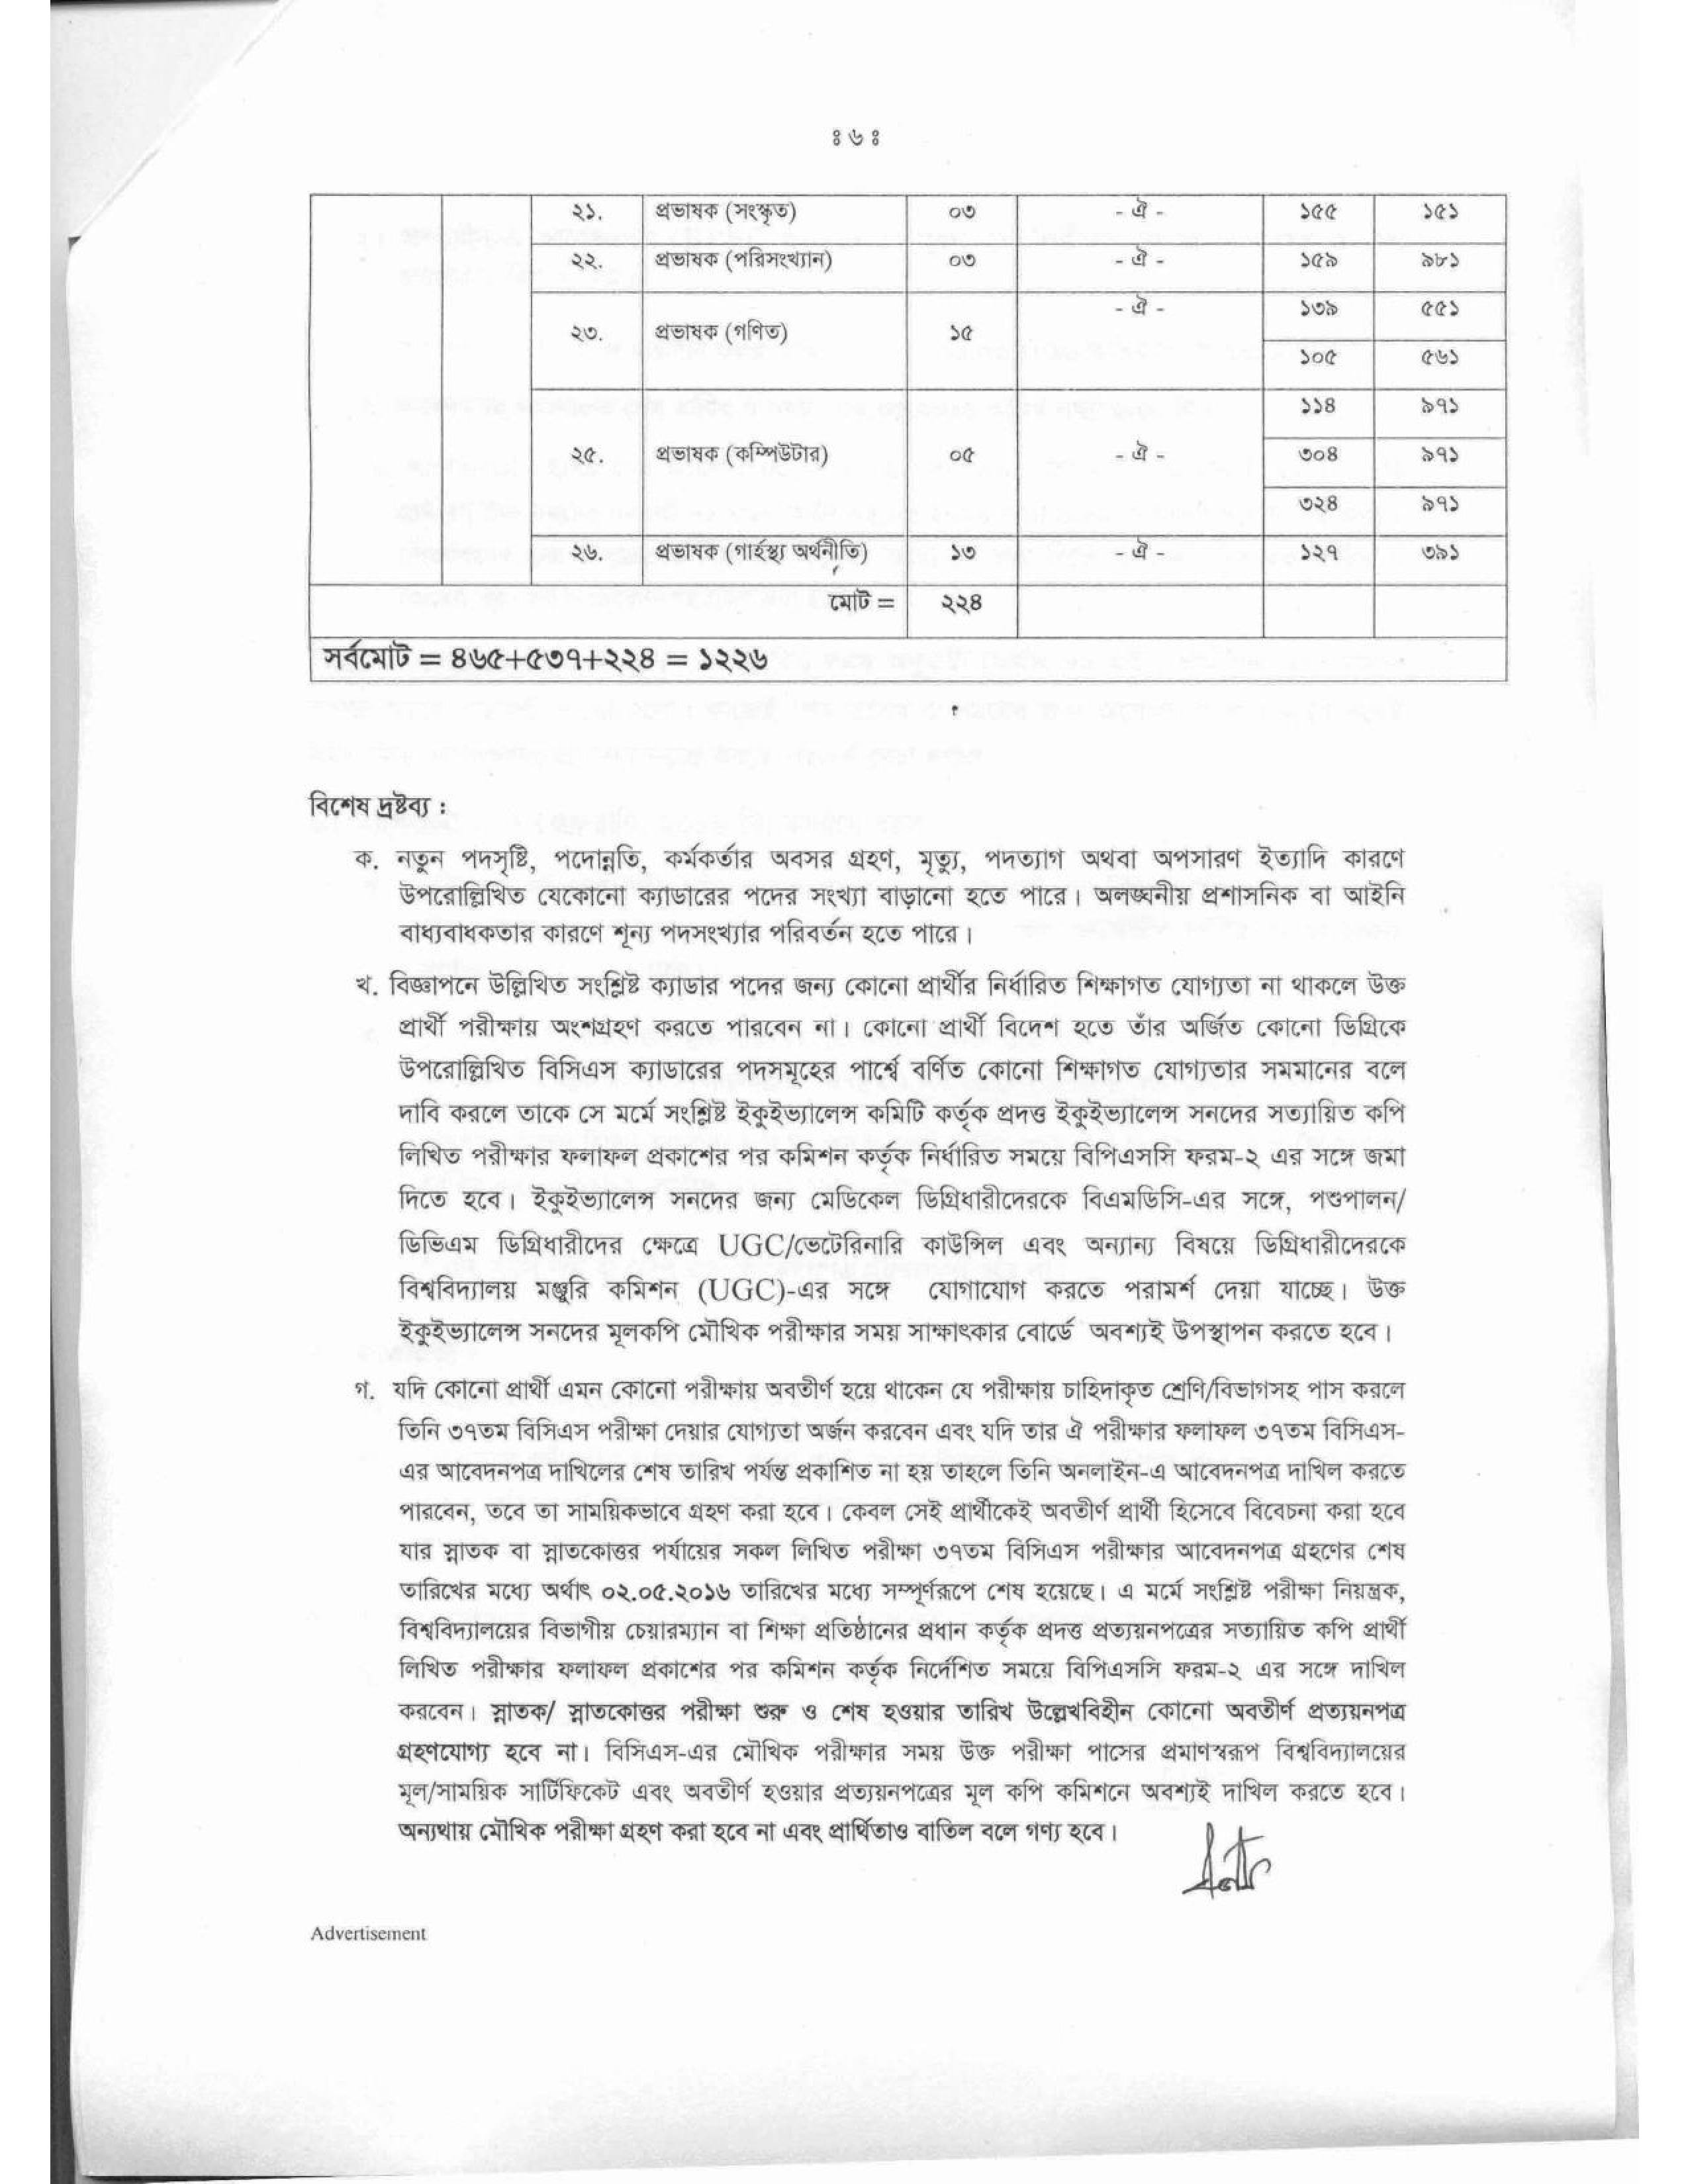 ঃ ৬ ঃ
২১. প্রভাষক (সংস্কৃত) ০৩ - ঐ - ১৫৫ ১৫১
২২. প্রভাষক (পরিসংখ্যান) ০৩ - ঐ - ১৫৯ ৯৮১
২৩. প্রভাষক (গণিত) ১৫ - ঐ - ১৩৯ ৫৫১
১০৫ ৫৬১
১১৪ ৯৭১
২৫. প্রভাষক (কম্পিউটার) ০৫ - ঐ - ৩০৪ ৯৭১
৩২৪ ৯৭১
২৬. প্রভাষক (গার্হস্থ্য অর্থনীতি) ১৩ - ঐ - ১২৭ ৩৯১
মোট = ২২৪
সর্বমোট = ৪৬৫+৫৩৭+২২৪ = ১২২৬
বিশেষ দ্রষ্টব্য :
ক. নতুন পদসৃষ্টি, পদোন্নতি, কর্মকর্তার অবসর গ্রহণ, মৃত্যু, পদত্যাগ অথবা অপসারণ ইত্যাদি কারণে
উপরোল্লিখিত যেকোনো ক্যাডারের পদের সংখ্যা বাড়ানো হতে পারে। অলঙ্ঘনীয় প্রশাসনিক বা আইনি
বাধ্যবাধকতার কারণে শূন্য পদসংখ্যার পরিবর্তন হতে পারে।
খ. বিজ্ঞাপনে উল্লিখিত সংশ্লিষ্ট ক্যাডার পদের জন্য কোনো প্রার্থীর নির্ধারিত শিক্ষাগত যোগ্যতা না থাকলে উক্ত
প্রার্থী পরীক্ষায় অংশগ্রহণ করতে পারবেন না। কোনো প্রার্থী বিদেশ হতে তাঁর অর্জিত কোনো ডিগ্রিকে
উপরোল্লিখিত বিসিএস ক্যাডারের পদসমূহের পার্শ্বে বর্ণিত কোনো শিক্ষাগত যোগ্যতার সমমানের বলে
দাবি করলে তাকে সে মর্মে সংশ্লিষ্ট ইকুইভ্যালেন্স কমিটি কর্তৃক প্রদত্ত ইকুইভ্যালেন্স সনদের সত্যায়িত কপি
লিখিত পরীক্ষার ফলাফল প্রকাশের পর কমিশন কর্তৃক নির্ধারিত সময়ে বিপিএসসি ফরম-২ এর সঙ্গে জমা
দিতে হবে। ইকুইভ্যালেন্স সনদের জন্য মেডিকেল ডিগ্রিধারীদেরকে বিএমডিসি-এর সঙ্গে, পশুপালন/
ডিভিএম ডিগ্রিধারীদের ক্ষেত্রে UGC/ভেটেরিনারি কাউন্সিল এবং অন্যান্য বিষয়ে ডিগ্রিধারীদেরকে
বিশ্ববিদ্যালয় মঞ্জুরি কমিশন (UGC)-এর সঙ্গে যোগাযোগ করতে পরামর্শ দেয়া যাচ্ছে। উক্ত
ইকুইভ্যালেন্স সনদের মূলকপি মৌখিক পরীক্ষার সময় সাক্ষাৎকার বোর্ডে অবশ্যই উপস্থাপন করতে হবে।
গ. যদি কোনো প্রার্থী এমন কোনো পরীক্ষায় অবতীর্ণ হয়ে থাকেন যে পরীক্ষায় চাহিদাকৃত শ্রেণি/বিভাগসহ পাস করলে
তিনি ৩৭তম বিসিএস পরীক্ষা দেয়ার যোগ্যতা অর্জন করবেন এবং যদি তার ঐ পরীক্ষার ফলাফল ৩৭তম বিসিএস-
এর আবেদনপত্র দাখিলের শেষ তারিখ পর্যন্ত প্রকাশিত না হয় তাহলে তিনি অনলাইন-এ আবেদনপত্র দাখিল করতে
পারবেন, তবে তা সাময়িকভাবে গ্রহণ করা হবে। কেবল সেই প্রার্থীকেই অবতীর্ণ প্রার্থী হিসেবে বিবেচনা করা হবে
যার স্নাতক বা স্নাতকোত্তর পর্যায়ের সকল লিখিত পরীক্ষা ৩৭তম বিসিএস পরীক্ষার আবেদনপত্র গ্রহণের শেষ
তারিখের মধ্যে অর্থাৎ ০২.০৫.২০১৬ তারিখের মধ্যে সম্পূর্ণরূপে শেষ হয়েছে। এ মর্মে সংশ্লিষ্ট পরীক্ষা নিয়ন্ত্রক,
বিশ্ববিদ্যালয়ের বিভাগীয় চেয়ারম্যান বা শিক্ষা প্রতিষ্ঠানের প্রধান কর্তৃক প্রদত্ত প্রত্যয়নপত্রের সত্যায়িত কপি প্রার্থী
লিখিত পরীক্ষার ফলাফল প্রকাশের পর কমিশন কর্তৃক নির্দেশিত সময়ে বিপিএসসি ফরম-২ এর সঙ্গে দাখিল
করবেন। স্নাতক/ স্নাতকোত্তর পরীক্ষা শুরু ও শেষ হওয়ার তারিখ উল্লেখবিহীন কোনো অবতীর্ণ প্রত্যয়নপত্র
গ্রহণযোগ্য হবে না। বিসিএস-এর মৌখিক পরীক্ষার সময় উক্ত পরীক্ষা পাসের প্রমাণস্বরূপ বিশ্ববিদ্যালয়ের
মূল/সাময়িক সার্টিফিকেট এবং অবতীর্ণ হওয়ার প্রত্যয়নপত্রের মূল কপি কমিশনে অবশ্যই দাখিল করতে হবে।
অন্যথায় মৌখিক পরীক্ষা গ্রহণ করা হবে না এবং প্রার্থিতাও বাতিল বলে গণ্য হবে।
Advertisement